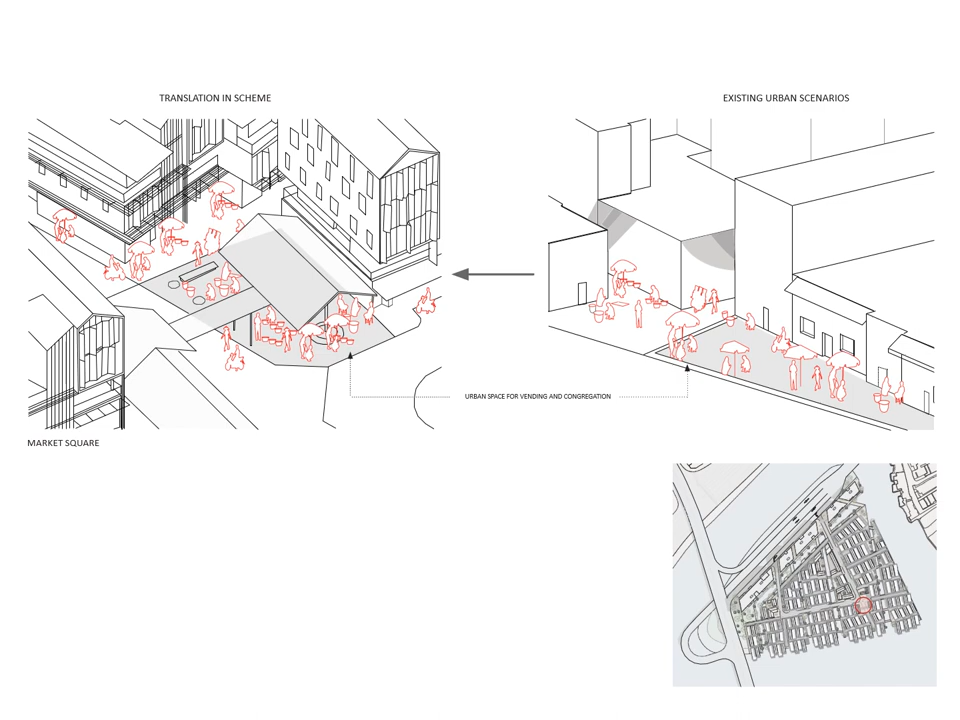 TRANSLATION IN SCHEME
EXISTING URBAN SCENARIOS
URBAN SPACE FOR VENDING AND CONGREGATION
MARKET SQUARE